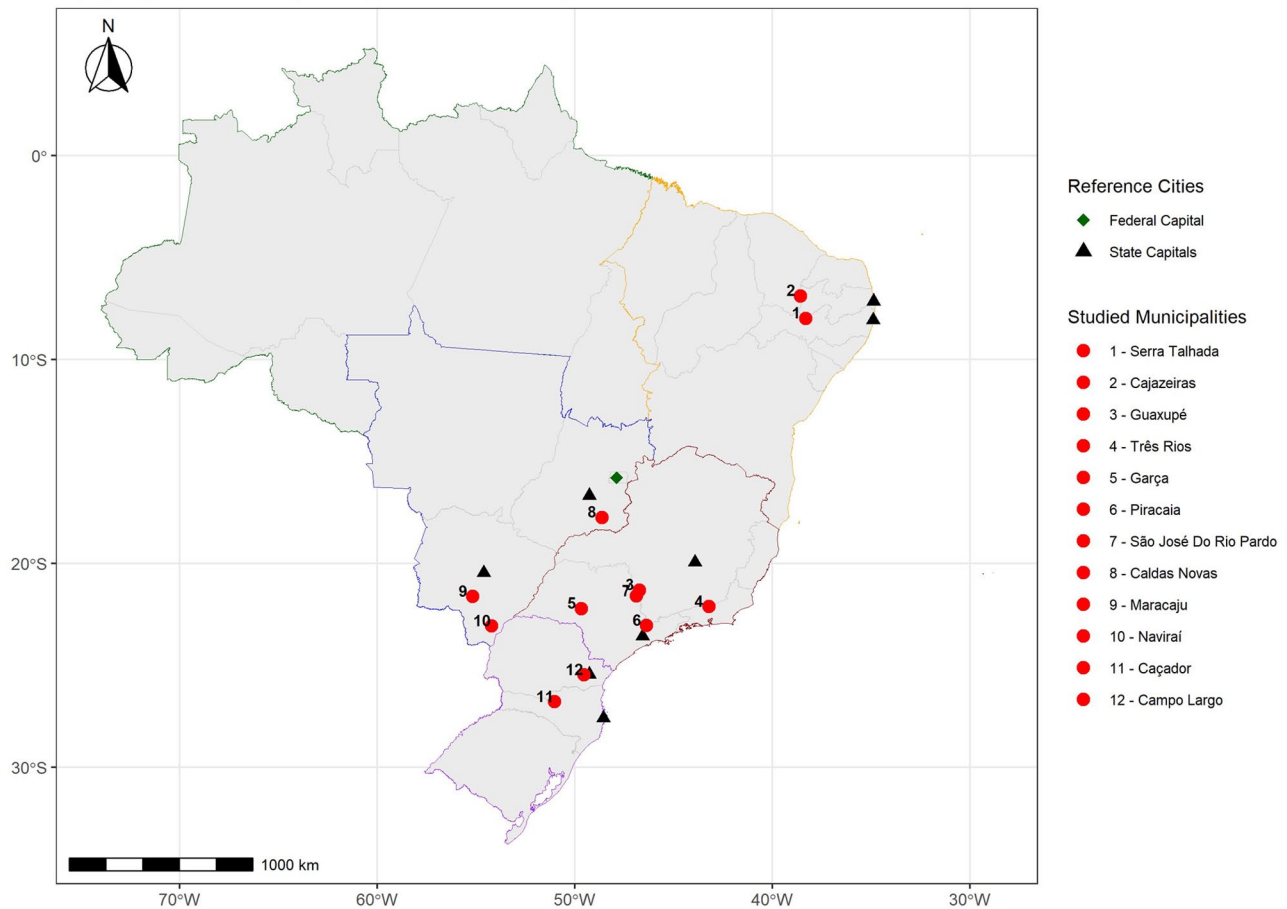 N
0°
10°S
20°S
30°S
2
1
8
9
10
3
7
5
4
6
12
11
1000 km
70°W
60°W
50°W
40°W
30°W
Reference Cities
Federal Capital
State Capitals
Studied Municipalities
1 - Serra Talhada
2 - Cajazeiras
3 - Guaxupé
4 - Três Rios
5 - Garça
6 - Piracaia
7 - São José Do Rio Pardo
8 - Caldas Novas
9 - Maracaju
10 - Naviraí
11 - Caçador
12 - Campo Largo